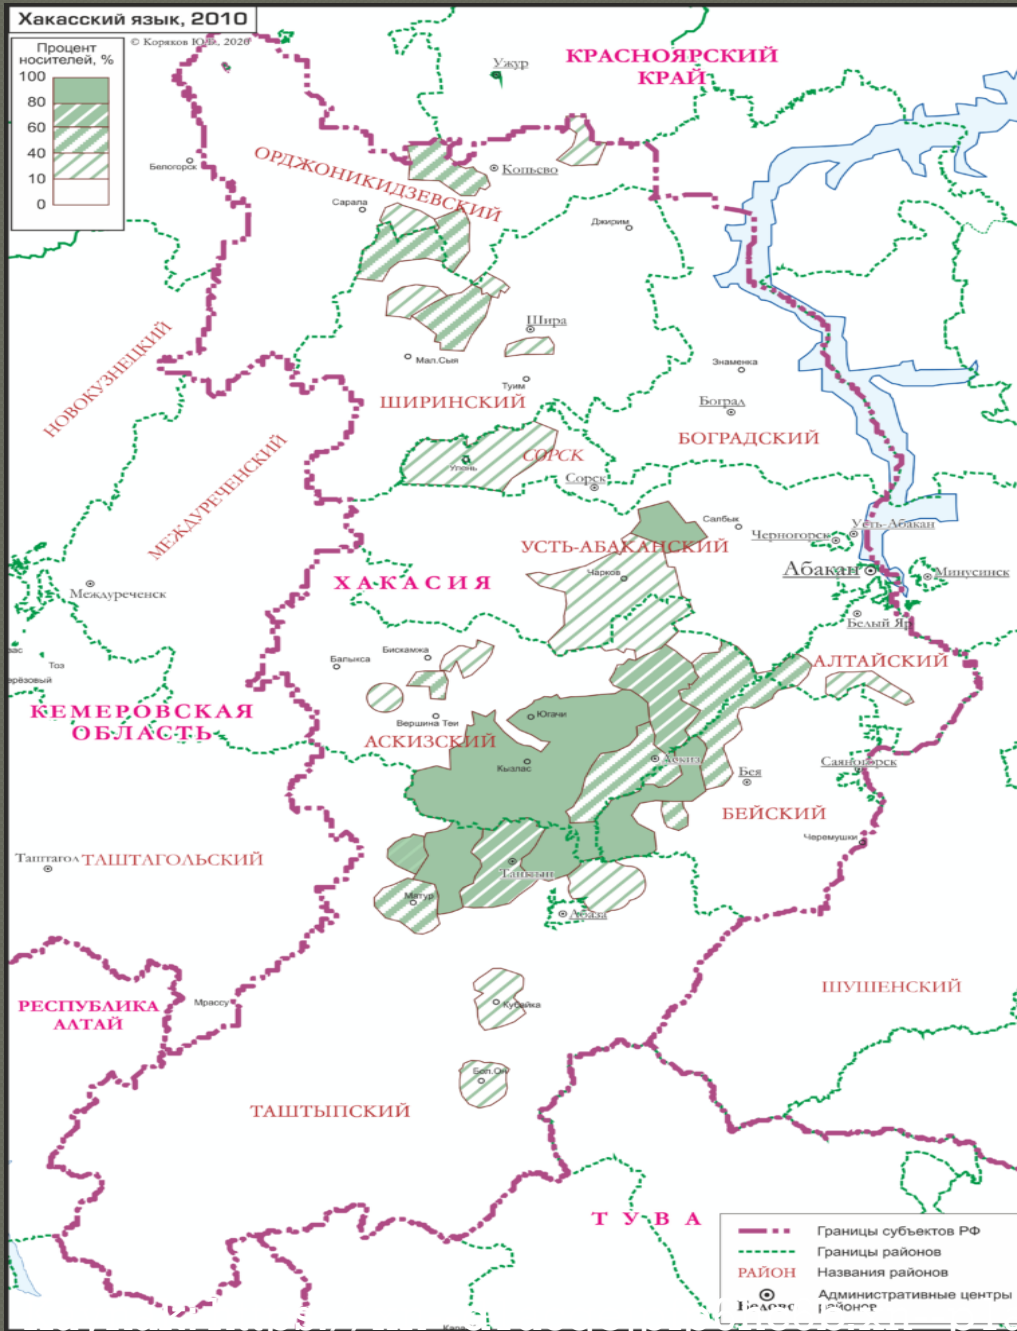 Хакасский язык, 2010
© Коряков Ю.Б., 2020
Процент
носителей, %
100
80
60
40
10
0
КРАСНОЯРСКИЙ
КРАЙ
Ужур
Белогорск
ОРДЖОНИКИДЗЕВСКИЙ
Копьево
Сарала
Джирим
НОВОКУЗНЕЦКИЙ
Шира
Мал.Сыя
Знаменка
Туим
ШИРИНСКИЙ
Боград
БОГРАДСКИЙ
МЕЖДУРЕЧЕНСКИЙ
СОРСК
Сорск
Салбык
Усть-Абакан
Черногорск
УСТЬ-АБАКАНСКИЙ
Чарков
Абакан
Минусинск
ХАКАСИЯ
Междуреченск
Белый Яр
Бискамжа
Балыкса
Тоз
АЛТАЙСКИЙ
ерёзовый
КЕМЕРОВСКАЯ
ОБЛАСТЬ
Югачи
Вершина Теи
АСКИЗСКИЙ
Кызлас
Аскиз
Бея
Саяногорск
БЕЙСКИЙ
Черемушки
Таштагол
ТАШТАГОЛЬСКИЙ
Таштып
Матур
Абаза
РЕСПУБЛИКА
АЛТАЙ
Мрассу
Кубайка
ШУШЕНСКИЙ
Бол.Он
ТАШТЫПСКИЙ
ТУВА
Границы субъектов РФ
Границы районов
РАЙОН Названия районов
Административные центры
районов